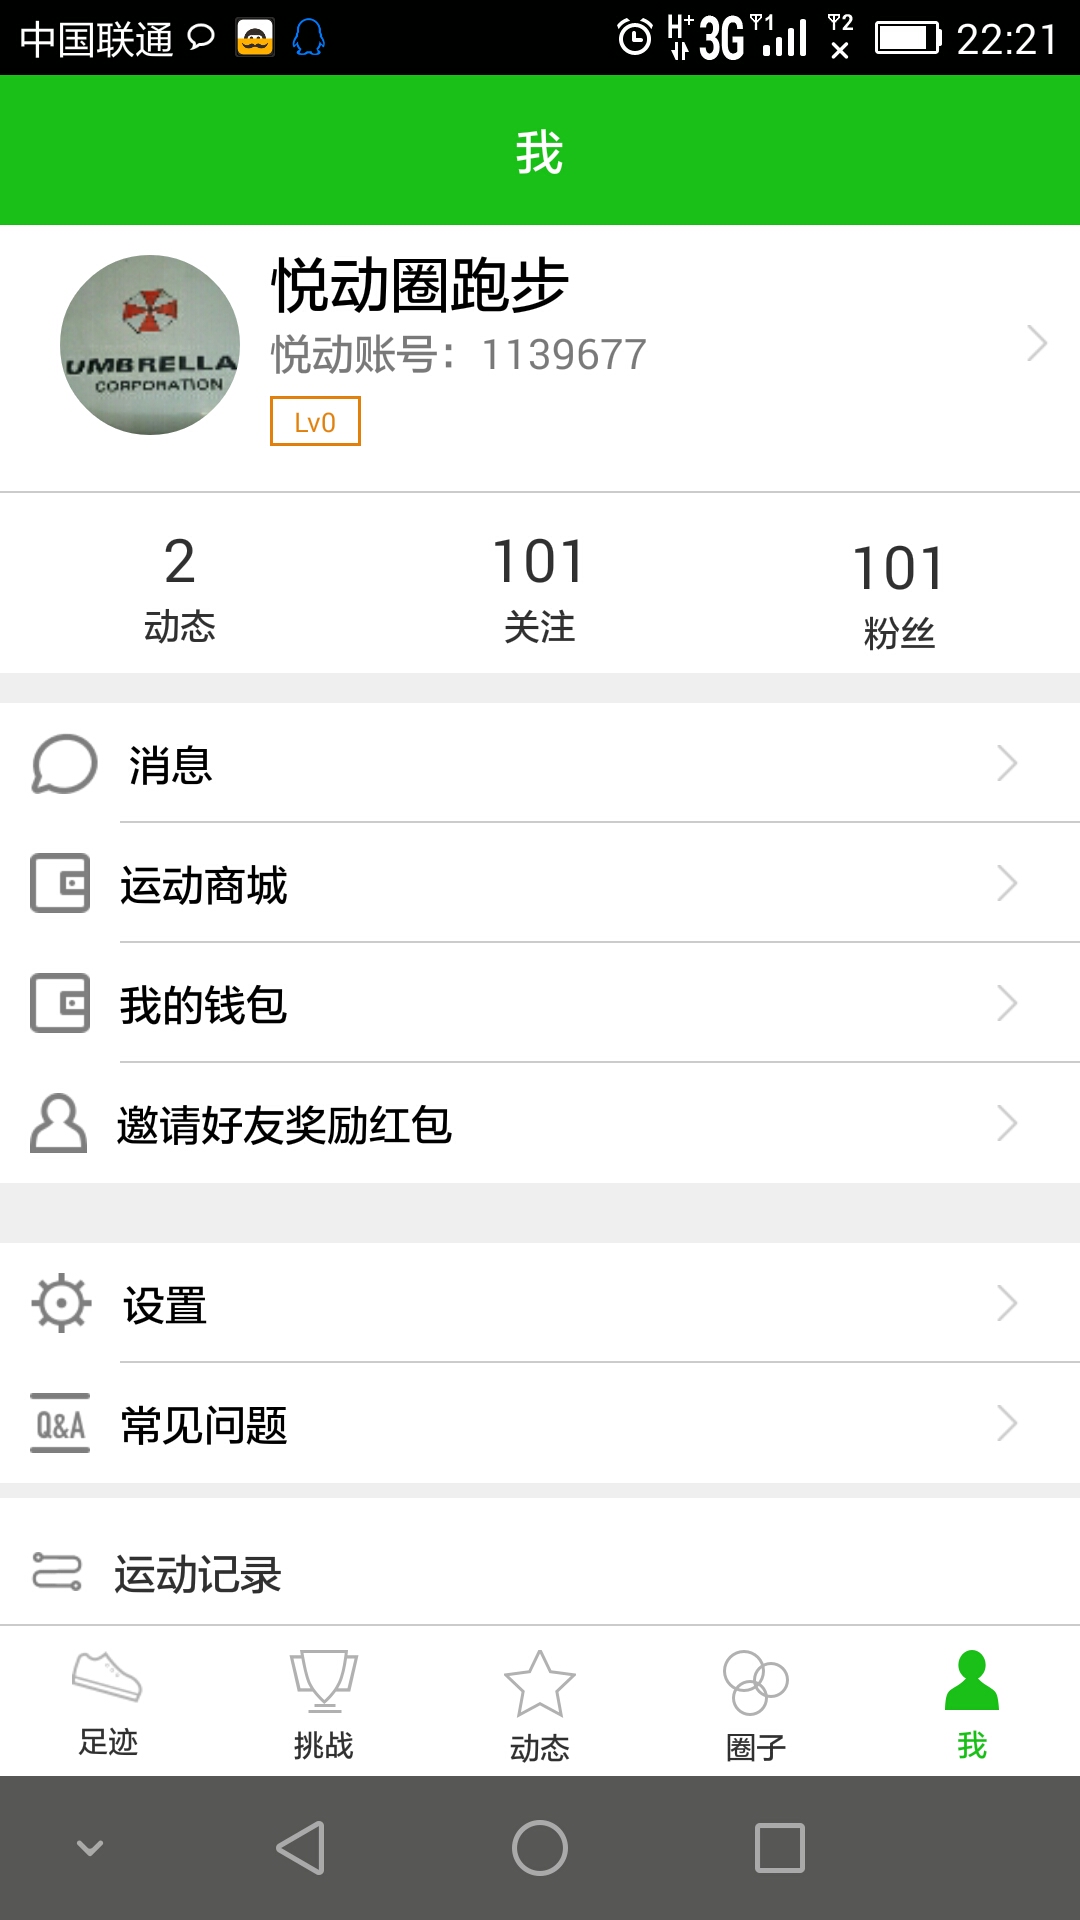 中国联通 H+ 3G 1 2 22:21
我
悦动圈跑步
悦动账号：1139677
Lv0
UMBRELLA
CORPORATION
2 101 101
动态 关注 粉丝
消息
运动商城
我的钱包
邀请好友奖励红包
设置
Q&A 常见问题
运动记录
足迹 挑战 动态 圈子 我